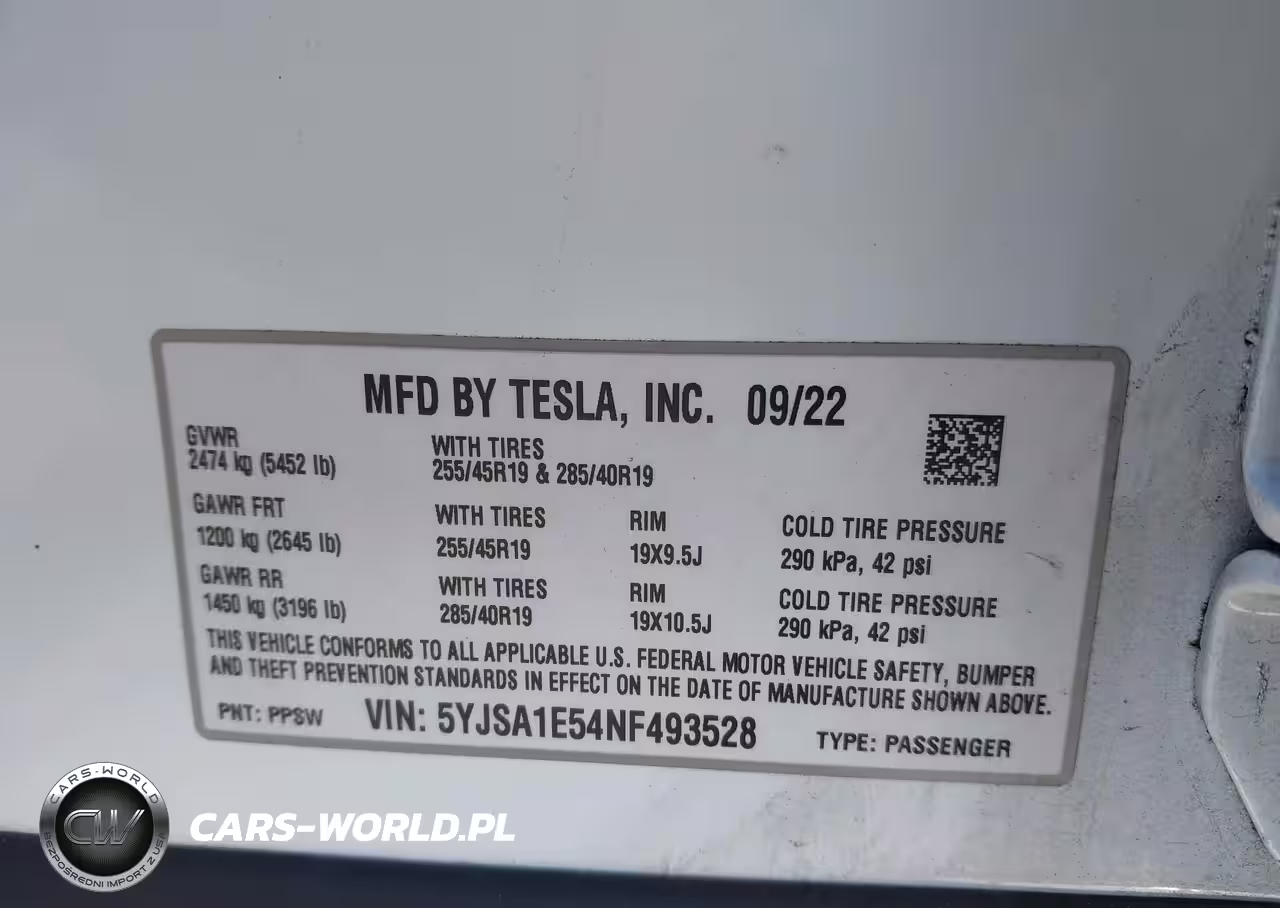 MFD BY TESLA, INC. 09/22
GVWR
2474 kg (5452 lb)
WITH TIRES
255/45R19 & 285/40R19
GAWR FRT
1200 kg (2645 lb)
WITH TIRES
255/45R19
RIM
19X9.5J
COLD TIRE PRESSURE
290 kPa, 42 psi
GAWR RR
1450 kg (3196 lb)
WITH TIRES
285/40R19
RIM
19X10.5J
COLD TIRE PRESSURE
290 kPa, 42 psi
THIS VEHICLE CONFORMS TO ALL APPLICABLE U.S. FEDERAL MOTOR VEHICLE SAFETY, BUMPER
AND THEFT PREVENTION STANDARDS IN EFFECT ON THE DATE OF MANUFACTURE SHOWN ABOVE.
PNT: PPSW VIN: 5YJSA1E54NF493528 TYPE: PASSENGER
CARS-WORLD
CW
BEZPOŚREDNI IMPORT Z USA
CARS-WORLD.PL